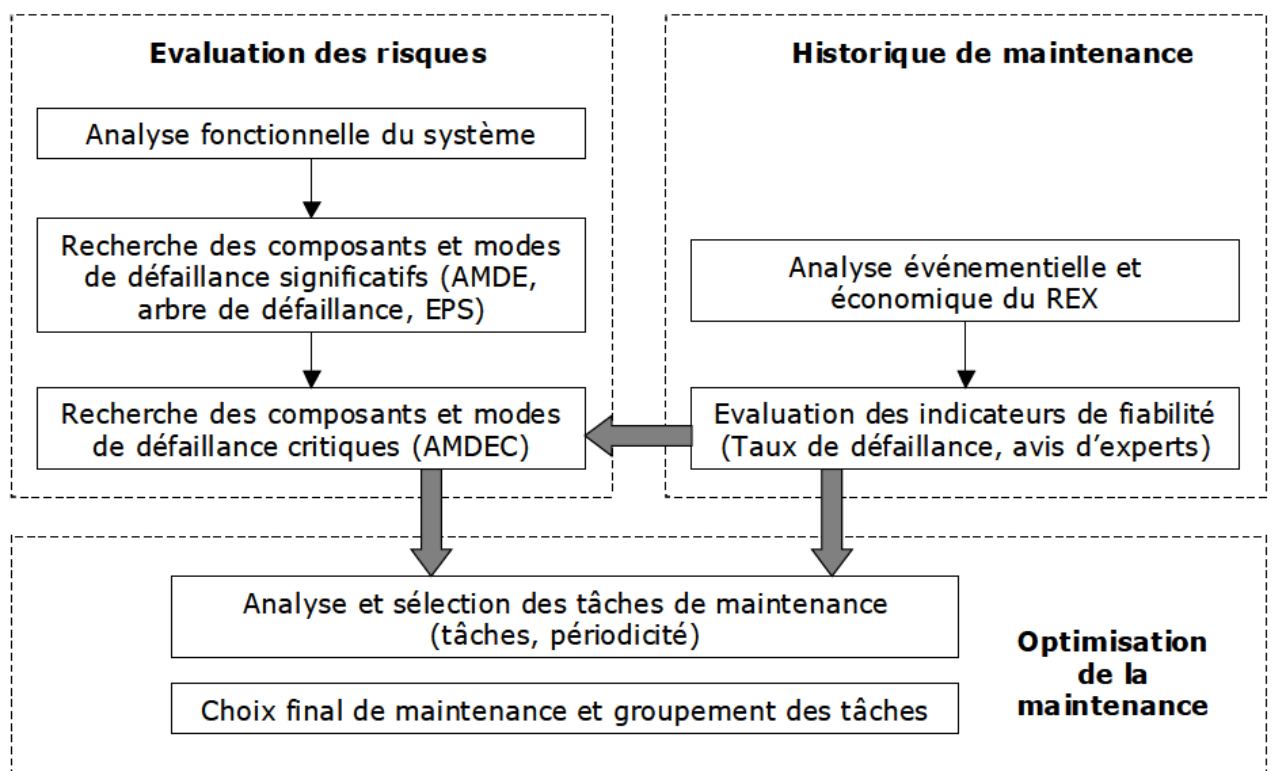 Evaluation des risques
Analyse fonctionnelle du système
Recherche des composants et modes
de défaillance significatifs (AMDE,
arbre de défaillance, EPS)
Recherche des composants et modes
de défaillance critiques (AMDEC)
Historique de maintenance
Analyse événementielle et
économique du REX
Evaluation des indicateurs de fiabilité
(Taux de défaillance, avis d’experts)
Analyse et sélection des tâches de maintenance
(tâches, périodicité)
Choix final de maintenance et groupement des tâches
Optimisation
de la
maintenance